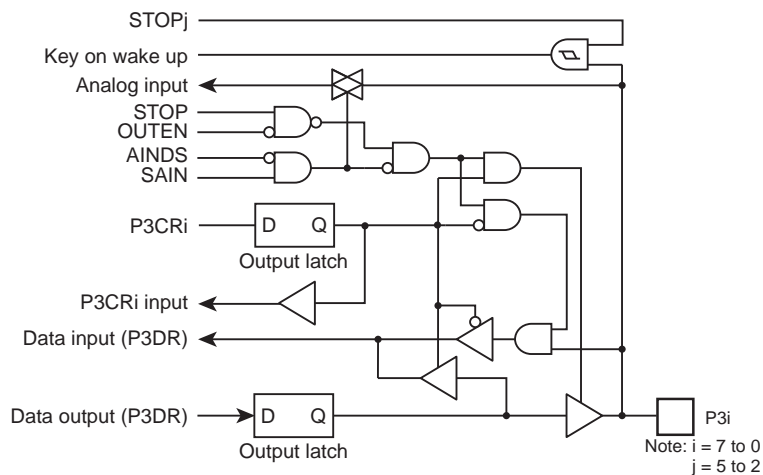 STOPj
Key on wake up
Analog input
STOP
OUTEN
AINDS
SAIN
P3CRi
D Q
Output latch
P3CRi input
Data input (P3DR)
Data output (P3DR)
D Q
Output latch
P3i
Note: i = 7 to 0
j = 5 to 2